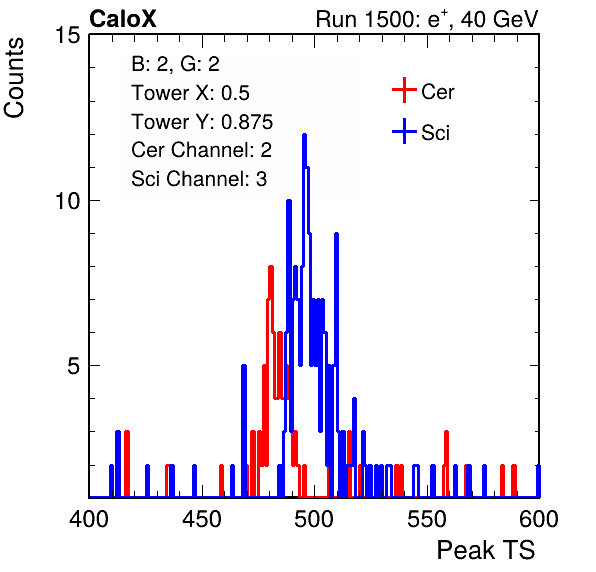 CaloX Run 1500: e⁺, 40 GeV
Counts
15
10
5
B: 2, G: 2
Tower X: 0.5
Tower Y: 0.875
Cer Channel: 2
Sci Channel: 3
Cer
Sci
400 450 500 550 600
Peak TS